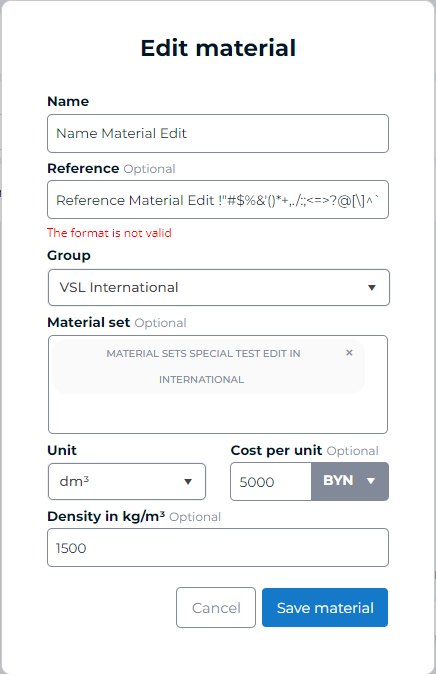 Edit material
Name
Name Material Edit
Reference Optional
Reference Material Edit !"#$%&'()*+,./:;<=>?@[\]^`
The format is not valid
Group
VSL International
Material set Optional
MATERIAL SETS SPECIAL TEST EDIT IN ×
INTERNATIONAL
Unit Cost per unit Optional
dm³ 5000 BYN
Density in kg/m³ Optional
1500
Cancel Save material